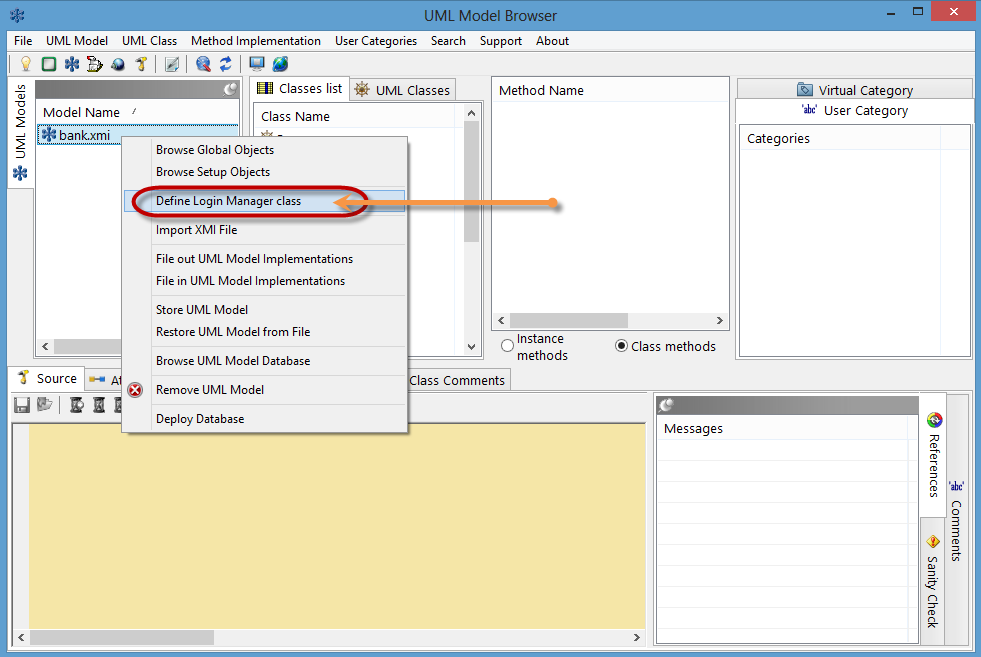 UML Model Browser
File UML Model UML Class Method Implementation User Categories Search Support About
UML Models
Model Name
bank.xmi
Classes list
UML Classes
Class Name
Method Name
Virtual Category
'abc' User Category
Categories
Browse Global Objects
Browse Setup Objects
Define Login Manager class
Import XMI File
File out UML Model Implementations
File in UML Model Implementations
Store UML Model
Restore UML Model from File
Browse UML Model Database
Remove UML Model
Deploy Database
Instance
methods
Class methods
Source
Class Comments
Messages
References
Sanity Check
'abc' Comments